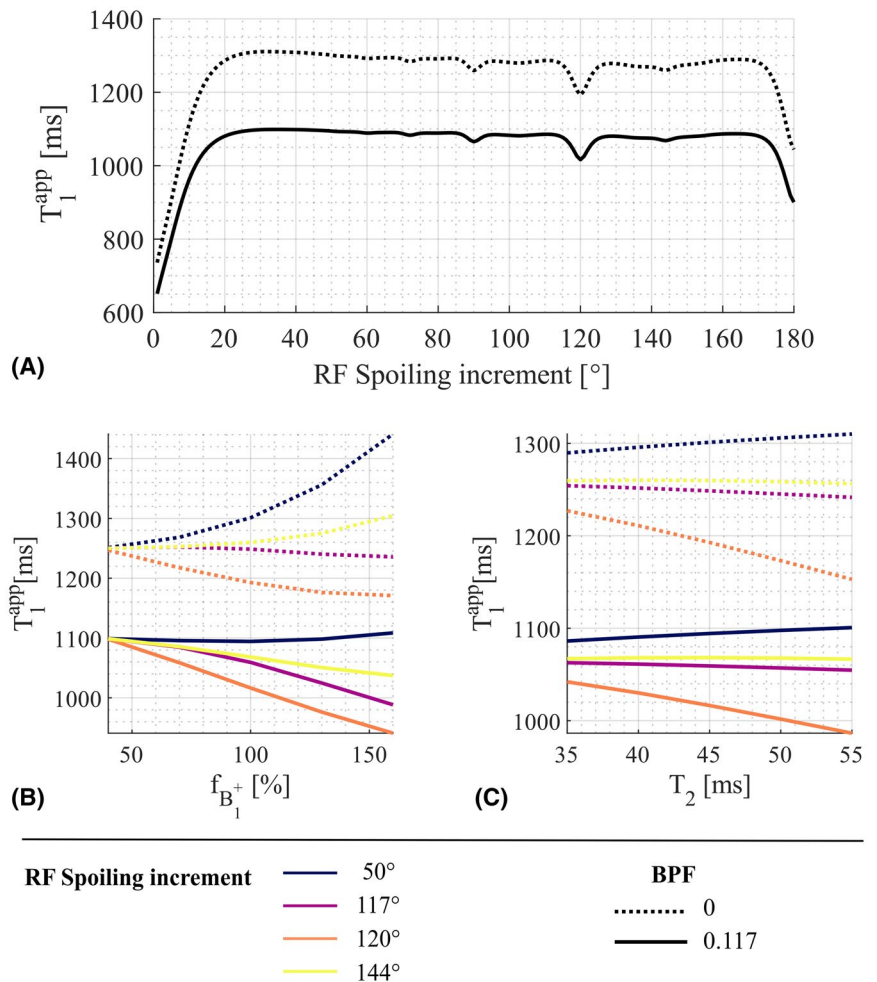 1400
1200
1000
800
600
T₁ᵃᵖᵖ [ms]
0 20 40 60 80 100 120 140 160 180
RF Spoiling increment [°]
(A)
1400
1300
1200
1100
1000
T₁ᵃᵖᵖ[ms]
50 100 150
f_B₁⁺ [%]
(B)
1300
1200
1100
1000
T₁ᵃᵖᵖ[ms]
35 40 45 50 55
T₂ [ms]
(C)
RF Spoiling increment
50°
117°
120°
144°
BPF
0
0.117